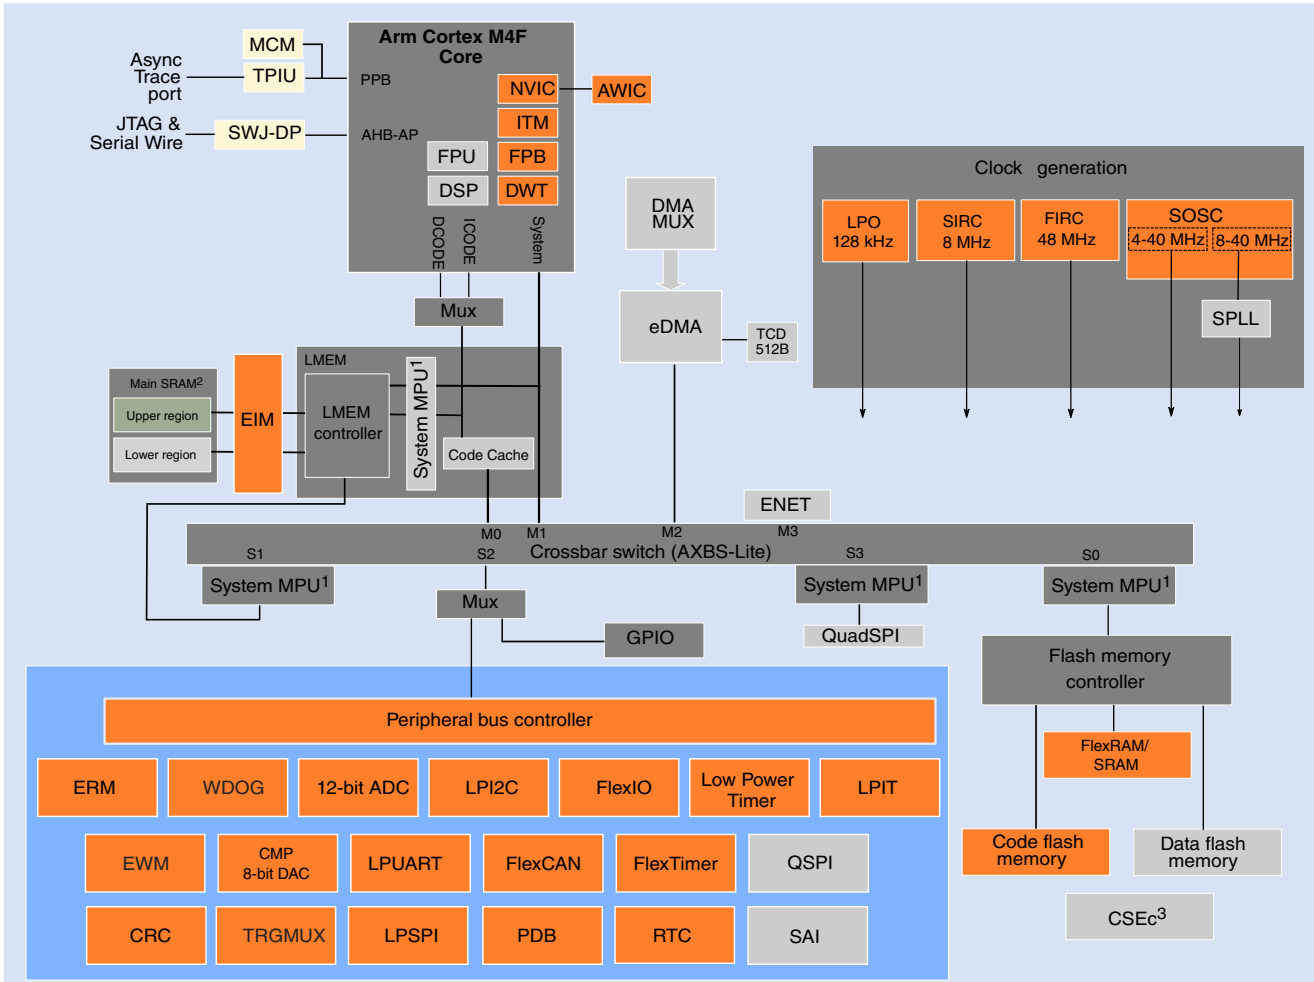 Arm Cortex M4F
Core
MCM
Async
Trace
port
TPIU
PPB
NVIC
AWIC
ITM
JTAG &
Serial Wire
SWJ-DP
AHB-AP
FPU
FPB
DSP
DWT
DCODE
ICODE
System
Mux
DMA
MUX
eDMA
TCD
512B
Clock generation
LPO
128 kHz
SIRC
8 MHz
FIRC
48 MHz
SOSC
4-40 MHz
8-40 MHz
SPLL
Main SRAM2
Upper region
Lower region
EIM
LMEM
LMEM
controller
System MPU1
Code Cache
ENET
M0
M1
M2
M3
Crossbar switch (AXBS-Lite)
S1
S2
S3
S0
System MPU1
System MPU1
System MPU1
Mux
GPIO
QuadSPI
Flash memory
controller
FlexRAM/
SRAM
Code flash
memory
Data flash
memory
CSEc3
Peripheral bus controller
ERM
WDOG
12-bit ADC
LPI2C
FlexIO
Low Power
Timer
LPIT
EWM
CMP
8-bit DAC
LPUART
FlexCAN
FlexTimer
QSPI
CRC
TRGMUX
LPSPI
PDB
RTC
SAI